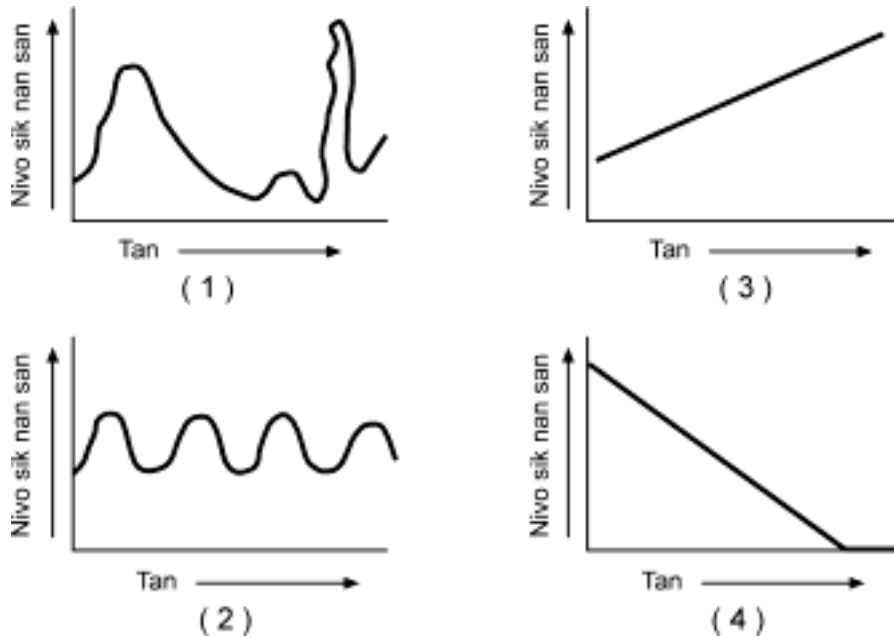 Nivo sik nan san
Tan
( 1 )
Nivo sik nan san
Tan
( 3 )
Nivo sik nan san
Tan
( 2 )
Nivo sik nan san
Tan
( 4 )